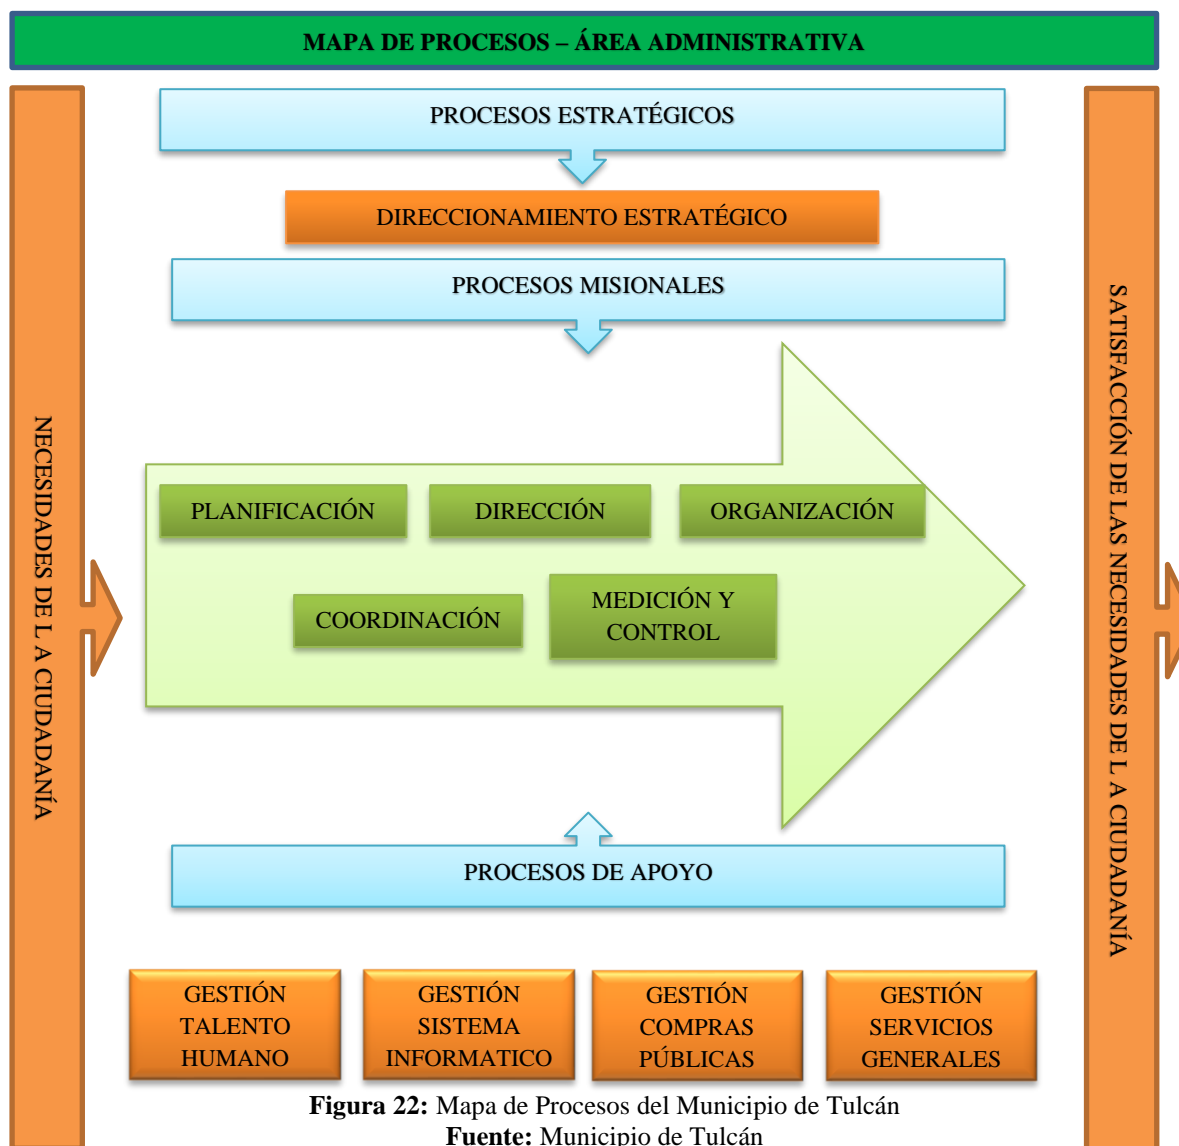 MAPA DE PROCESOS – ÁREA ADMINISTRATIVA
PROCESOS ESTRATÉGICOS
DIRECCIONAMIENTO ESTRATÉGICO
PROCESOS MISIONALES
NECESIDADES DE L A CIUDADANÍA
PLANIFICACIÓN
DIRECCIÓN
ORGANIZACIÓN
COORDINACIÓN
MEDICIÓN Y
CONTROL
SATISFACCIÓN DE LAS NECESIDADES DE L A CIUDADANÍA
PROCESOS DE APOYO
GESTIÓN
TALENTO
HUMANO
GESTIÓN
SISTEMA
INFORMATICO
GESTIÓN
COMPRAS
PÚBLICAS
GESTIÓN
SERVICIOS
GENERALES
Figura 22: Mapa de Procesos del Municipio de Tulcán
Fuente: Municipio de Tulcán